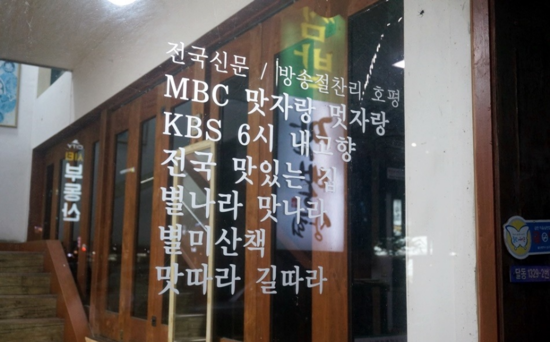 전국신문 / 방송절찬리 호평
MBC 맛자랑 멋자랑
KBS 6시 내고향
전국 맛있는 집
별나라 맛나라
별미산책
맛따라 길따라